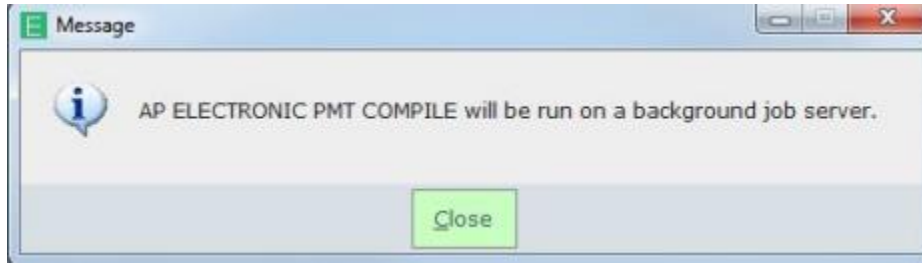 E Message
AP ELECTRONIC PMT COMPILE will be run on a background job server.
Close